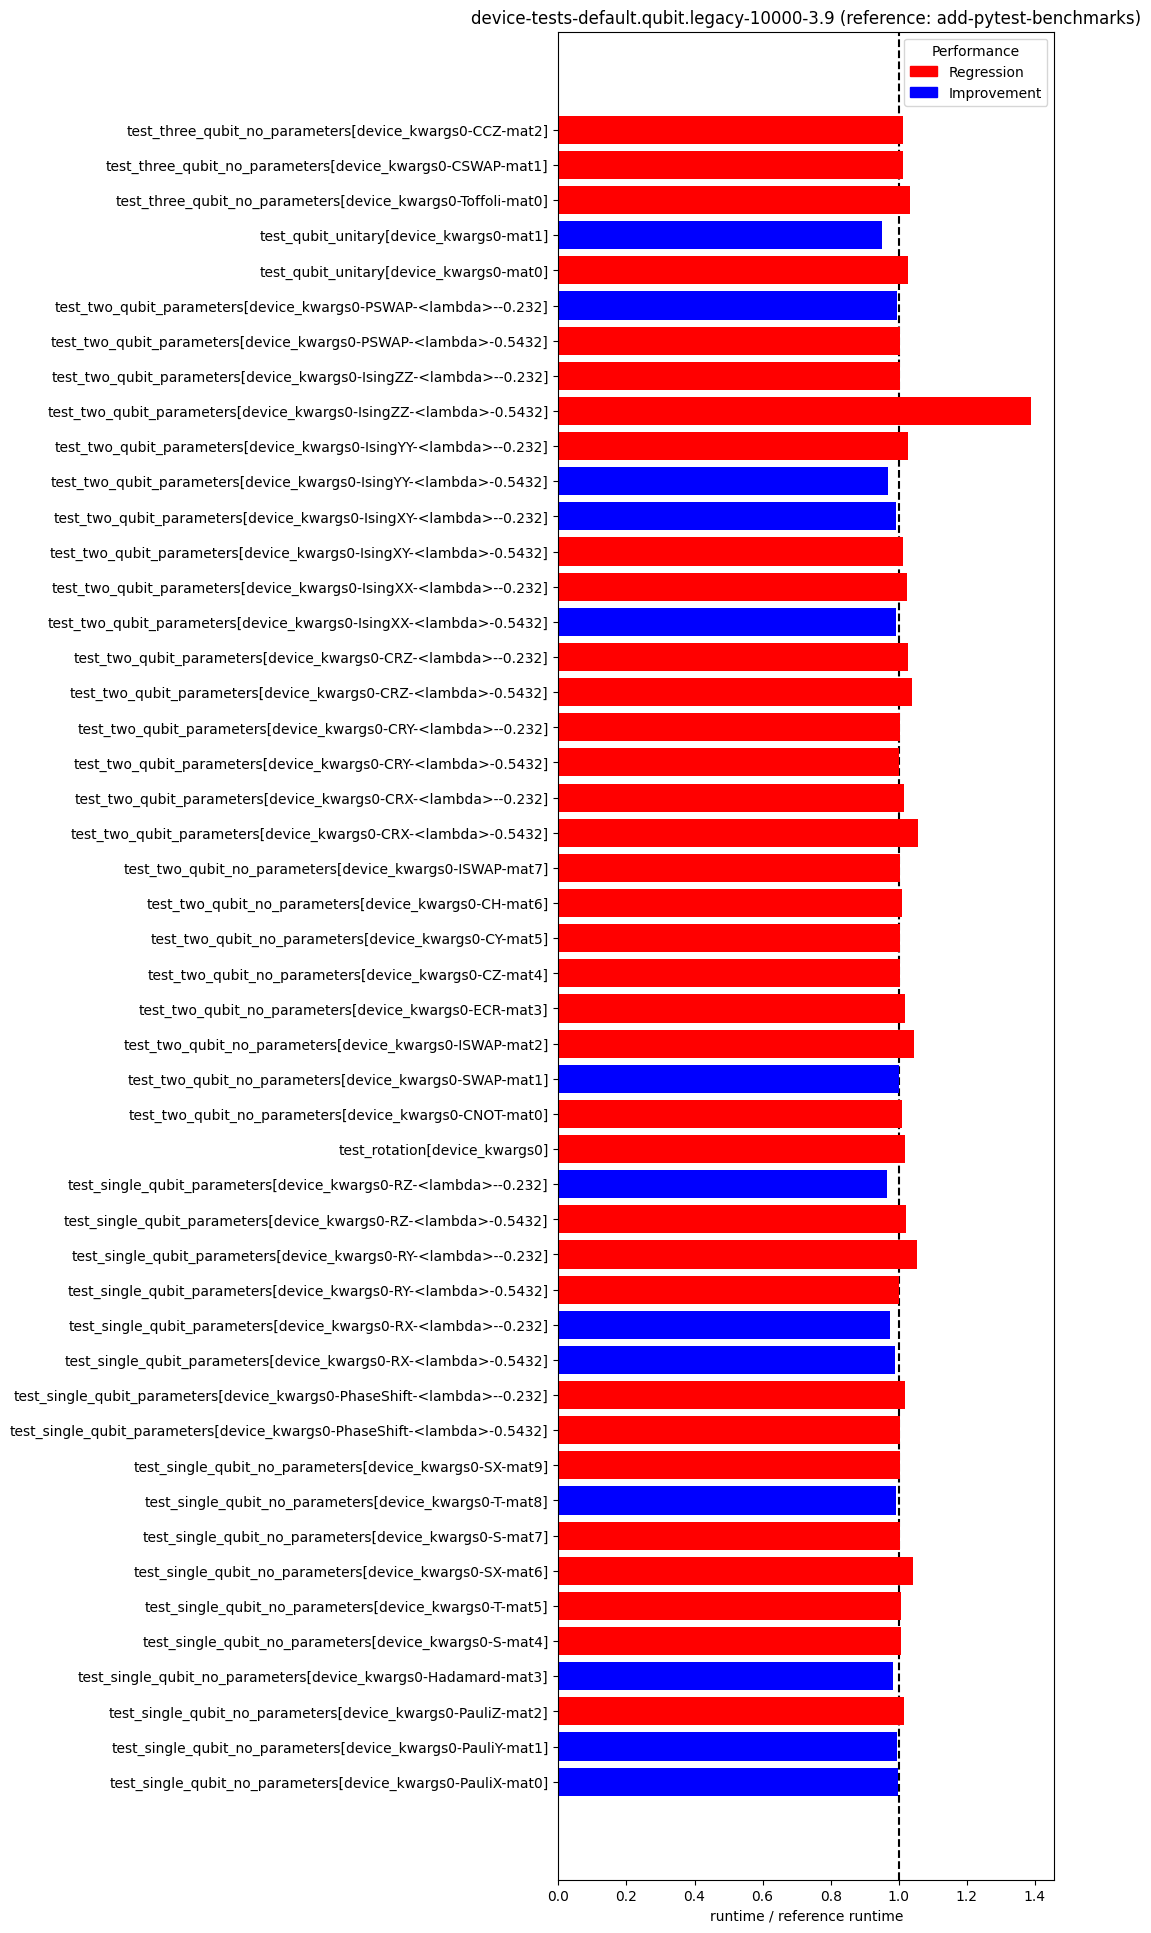 device-tests-default.qubit.legacy-10000-3.9 (reference: add-pytest-benchmarks)
Performance
Regression
Improvement
test_three_qubit_no_parameters[device_kwargs0-CCZ-mat2]
test_three_qubit_no_parameters[device_kwargs0-CSWAP-mat1]
test_three_qubit_no_parameters[device_kwargs0-Toffoli-mat0]
test_qubit_unitary[device_kwargs0-mat1]
test_qubit_unitary[device_kwargs0-mat0]
test_two_qubit_parameters[device_kwargs0-PSWAP-<lambda>--0.232]
test_two_qubit_parameters[device_kwargs0-PSWAP-<lambda>-0.5432]
test_two_qubit_parameters[device_kwargs0-IsingZZ-<lambda>--0.232]
test_two_qubit_parameters[device_kwargs0-IsingZZ-<lambda>-0.5432]
test_two_qubit_parameters[device_kwargs0-IsingYY-<lambda>--0.232]
test_two_qubit_parameters[device_kwargs0-IsingYY-<lambda>-0.5432]
test_two_qubit_parameters[device_kwargs0-IsingXY-<lambda>--0.232]
test_two_qubit_parameters[device_kwargs0-IsingXY-<lambda>-0.5432]
test_two_qubit_parameters[device_kwargs0-IsingXX-<lambda>--0.232]
test_two_qubit_parameters[device_kwargs0-IsingXX-<lambda>-0.5432]
test_two_qubit_parameters[device_kwargs0-CRZ-<lambda>--0.232]
test_two_qubit_parameters[device_kwargs0-CRZ-<lambda>-0.5432]
test_two_qubit_parameters[device_kwargs0-CRY-<lambda>--0.232]
test_two_qubit_parameters[device_kwargs0-CRY-<lambda>-0.5432]
test_two_qubit_parameters[device_kwargs0-CRX-<lambda>--0.232]
test_two_qubit_parameters[device_kwargs0-CRX-<lambda>-0.5432]
test_two_qubit_no_parameters[device_kwargs0-ISWAP-mat7]
test_two_qubit_no_parameters[device_kwargs0-CH-mat6]
test_two_qubit_no_parameters[device_kwargs0-CY-mat5]
test_two_qubit_no_parameters[device_kwargs0-CZ-mat4]
test_two_qubit_no_parameters[device_kwargs0-ECR-mat3]
test_two_qubit_no_parameters[device_kwargs0-ISWAP-mat2]
test_two_qubit_no_parameters[device_kwargs0-SWAP-mat1]
test_two_qubit_no_parameters[device_kwargs0-CNOT-mat0]
test_rotation[device_kwargs0]
test_single_qubit_parameters[device_kwargs0-RZ-<lambda>--0.232]
test_single_qubit_parameters[device_kwargs0-RZ-<lambda>-0.5432]
test_single_qubit_parameters[device_kwargs0-RY-<lambda>--0.232]
test_single_qubit_parameters[device_kwargs0-RY-<lambda>-0.5432]
test_single_qubit_parameters[device_kwargs0-RX-<lambda>--0.232]
test_single_qubit_parameters[device_kwargs0-RX-<lambda>-0.5432]
test_single_qubit_parameters[device_kwargs0-PhaseShift-<lambda>--0.232]
test_single_qubit_parameters[device_kwargs0-PhaseShift-<lambda>-0.5432]
test_single_qubit_no_parameters[device_kwargs0-SX-mat9]
test_single_qubit_no_parameters[device_kwargs0-T-mat8]
test_single_qubit_no_parameters[device_kwargs0-S-mat7]
test_single_qubit_no_parameters[device_kwargs0-SX-mat6]
test_single_qubit_no_parameters[device_kwargs0-T-mat5]
test_single_qubit_no_parameters[device_kwargs0-S-mat4]
test_single_qubit_no_parameters[device_kwargs0-Hadamard-mat3]
test_single_qubit_no_parameters[device_kwargs0-PauliZ-mat2]
test_single_qubit_no_parameters[device_kwargs0-PauliY-mat1]
test_single_qubit_no_parameters[device_kwargs0-PauliX-mat0]
0.0 0.2 0.4 0.6 0.8 1.0 1.2 1.4
runtime / reference runtime